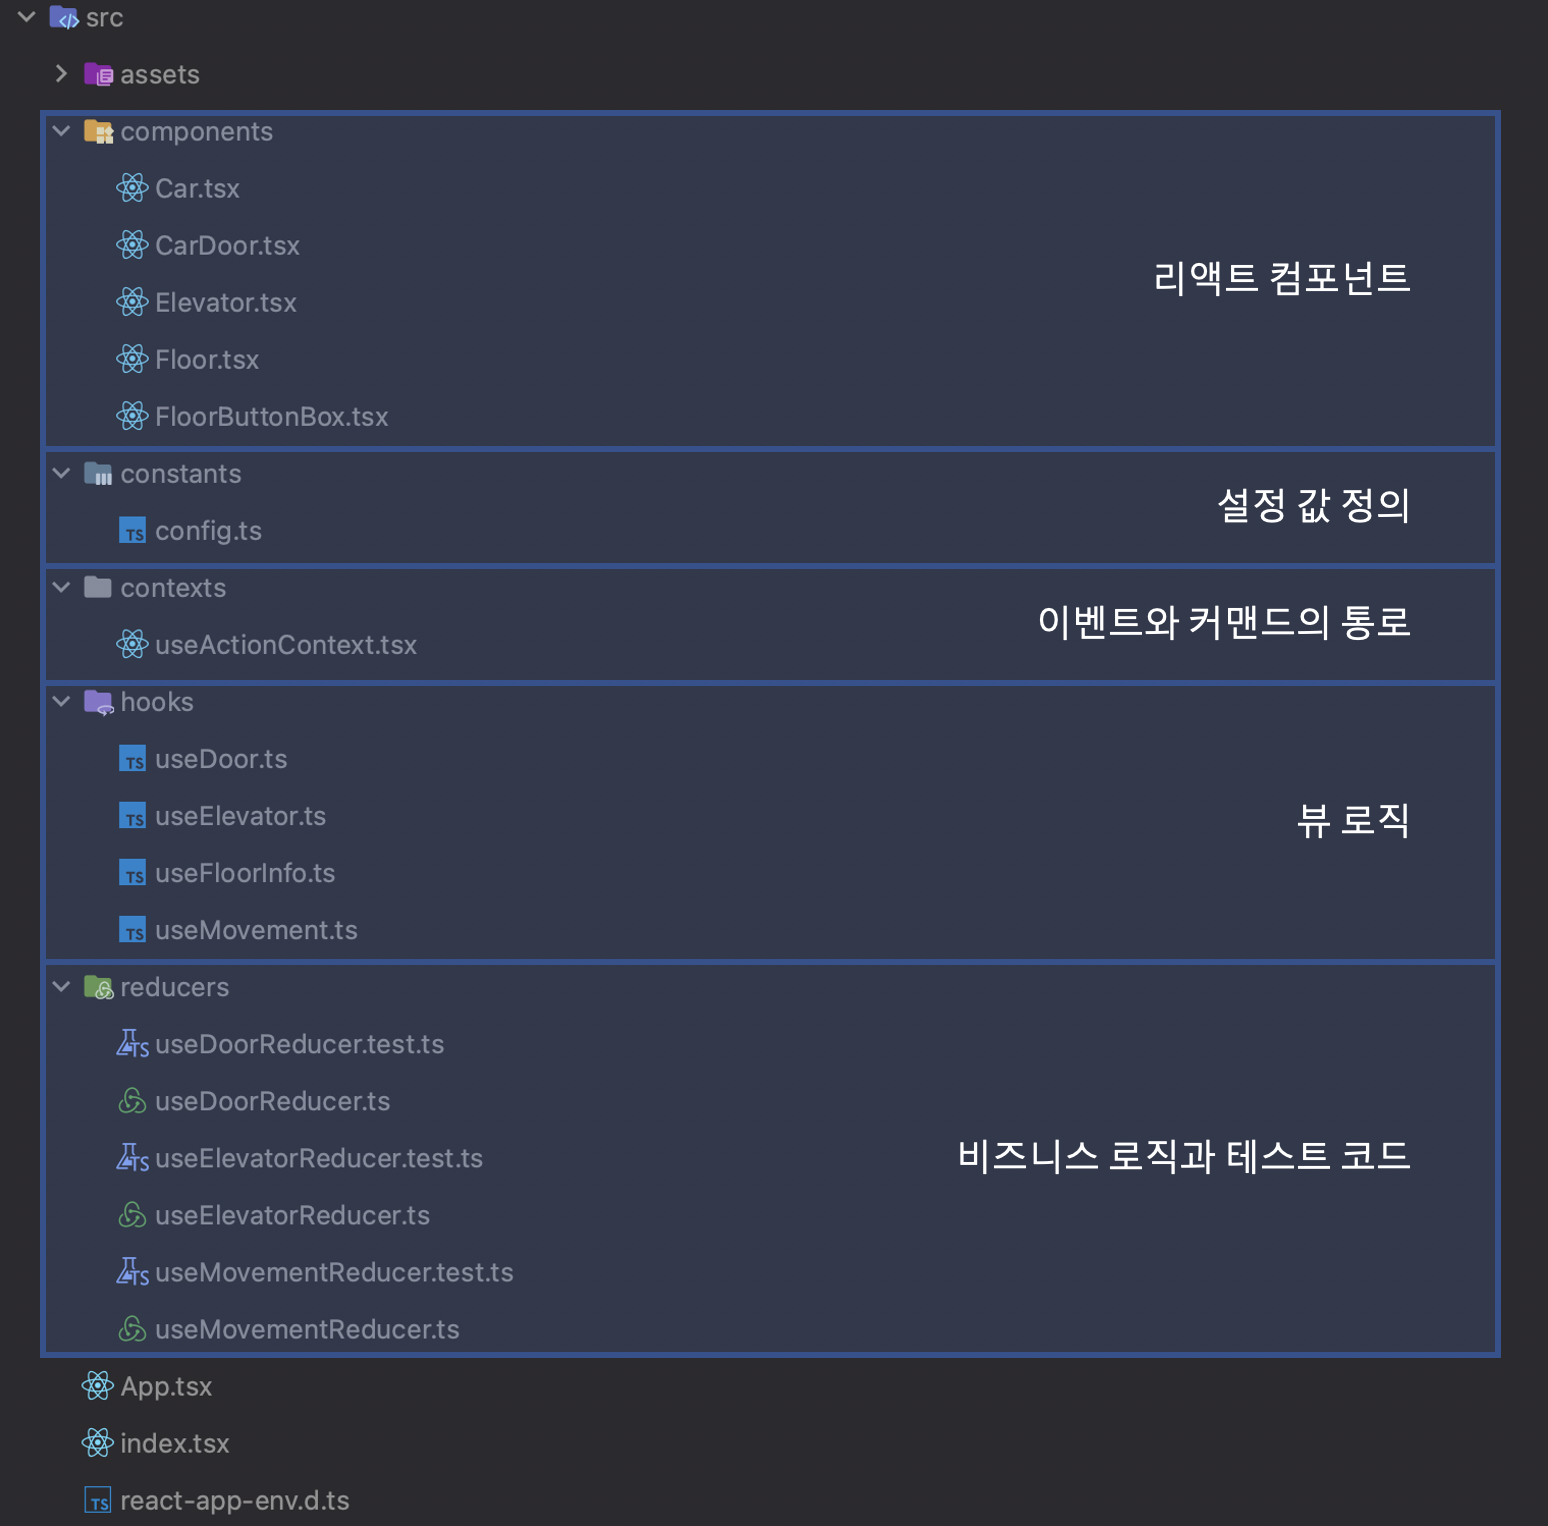 src
assets
components
Car.tsx
CarDoor.tsx
리액트 컴포넌트
Elevator.tsx
Floor.tsx
FloorButtonBox.tsx
constants
설정 값 정의
config.ts
contexts
이벤트와 커맨드의 통로
useActionContext.tsx
hooks
useDoor.ts
useElevator.ts
뷰 로직
useFloorInfo.ts
useMovement.ts
reducers
useDoorReducer.test.ts
useDoorReducer.ts
useElevatorReducer.test.ts
비즈니스 로직과 테스트 코드
useElevatorReducer.ts
useMovementReducer.test.ts
useMovementReducer.ts
App.tsx
index.tsx
react-app-env.d.ts